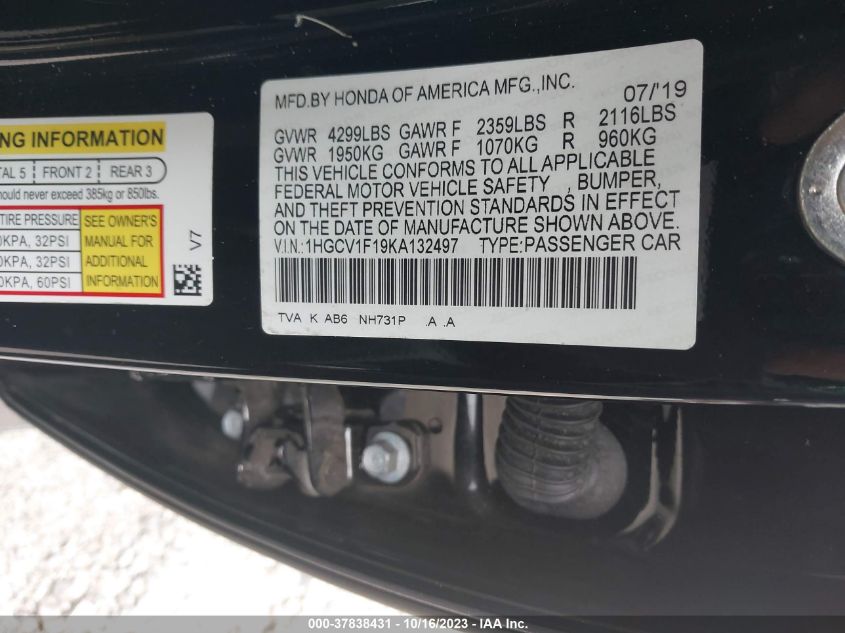 MFD.BY HONDA OF AMERICA MFG.,INC. 07/'19
GVWR 4299LBS GAWR F 2359LBS R 2116LBS
GVWR 1950KG GAWR F 1070KG R 960KG
THIS VEHICLE CONFORMS TO ALL APPLICABLE
FEDERAL MOTOR VEHICLE SAFETY , BUMPER,
AND THEFT PREVENTION STANDARDS IN EFFECT
ON THE DATE OF MANUFACTURE SHOWN ABOVE.
V.I.N.:1HGCV1F19KA132497 TYPE:PASSENGER CAR
TVA K AB6 NH731P .A .A
NG INFORMATION
TAL 5 FRONT 2 REAR 3
hould never exceed 385kg or 850lbs.
TIRE PRESSURE
0KPA, 32PSI
0KPA, 32PSI
0KPA, 60PSI
SEE OWNER'S
MANUAL FOR
ADDITIONAL
INFORMATION
V7
000-37838431 - 10/16/2023 - IAA Inc.